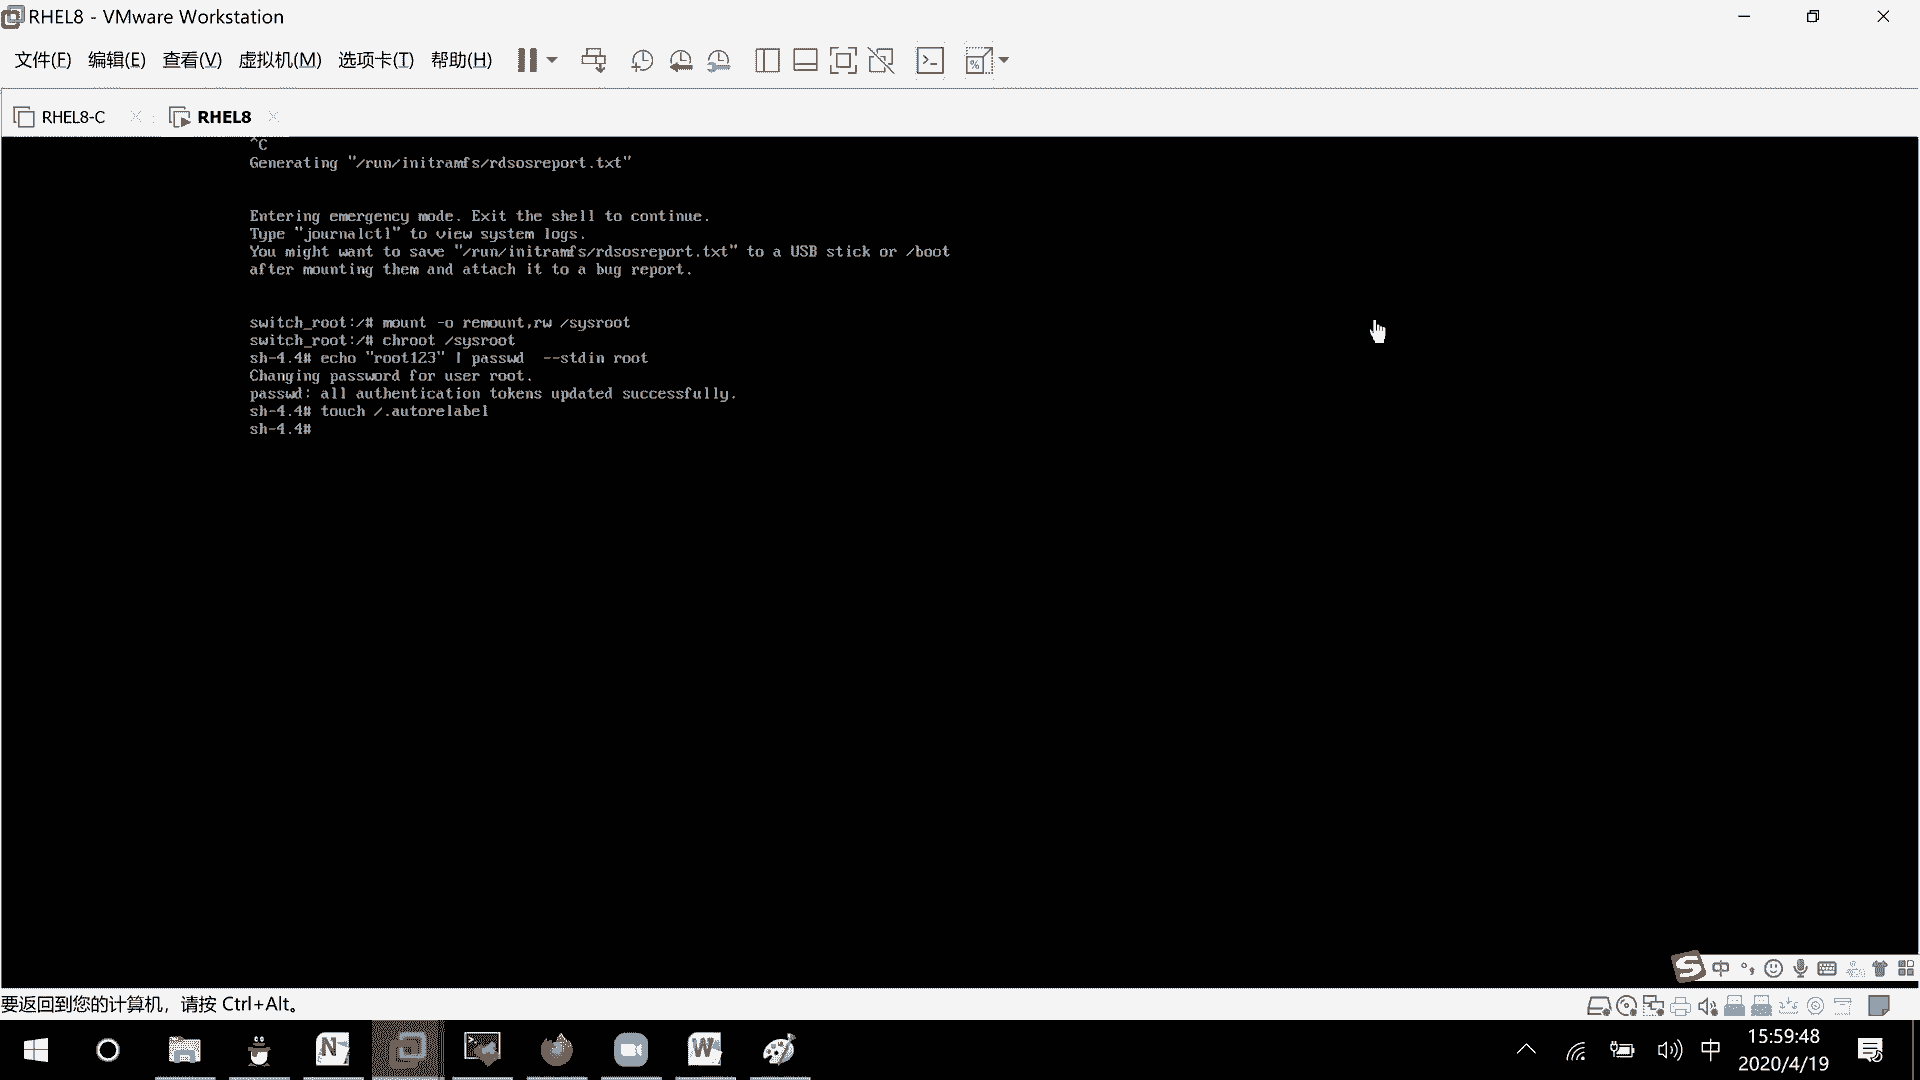 RHEL8 - VMware Workstation
文件(F) 编辑(E) 查看(V) 虚拟机(M) 选项卡(T) 帮助(H)
RHEL8-C RHEL8
^C
Generating "/run/initramfs/rdsosreport.txt"
Entering emergency mode. Exit the shell to continue.
Type "journalctl" to view system logs.
You might want to save "/run/initramfs/rdsosreport.txt" to a USB stick or /boot
after mounting them and attach it to a bug report.
switch_root:/# mount -o remount,rw /sysroot
switch_root:/# chroot /sysroot
sh-4.4# echo "root123" | passwd  --stdin root
Changing password for user root.
passwd: all authentication tokens updated successfully.
sh-4.4# touch /.autorelabel
sh-4.4#
中
要返回到您的计算机，请按 Ctrl+Alt。
中
15:59:48
2020/4/19